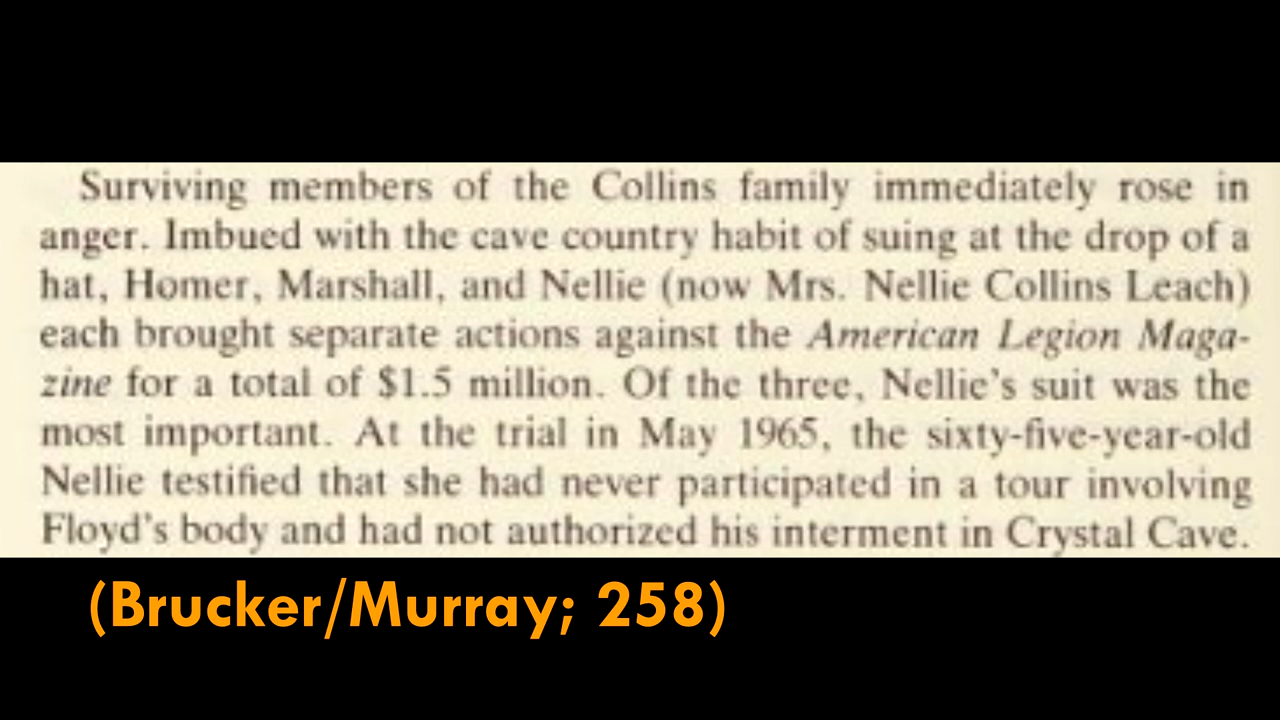 Surviving members of the Collins family immediately rose in
anger. Imbued with the cave country habit of suing at the drop of a
hat, Homer, Marshall, and Nellie (now Mrs. Nellie Collins Leach)
each brought separate actions against the American Legion Maga-
zine for a total of $1.5 million. Of the three, Nellie's suit was the
most important. At the trial in May 1965, the sixty-five-year-old
Nellie testified that she had never participated in a tour involving
Floyd's body and had not authorized his interment in Crystal Cave.
(Brucker/Murray; 258)